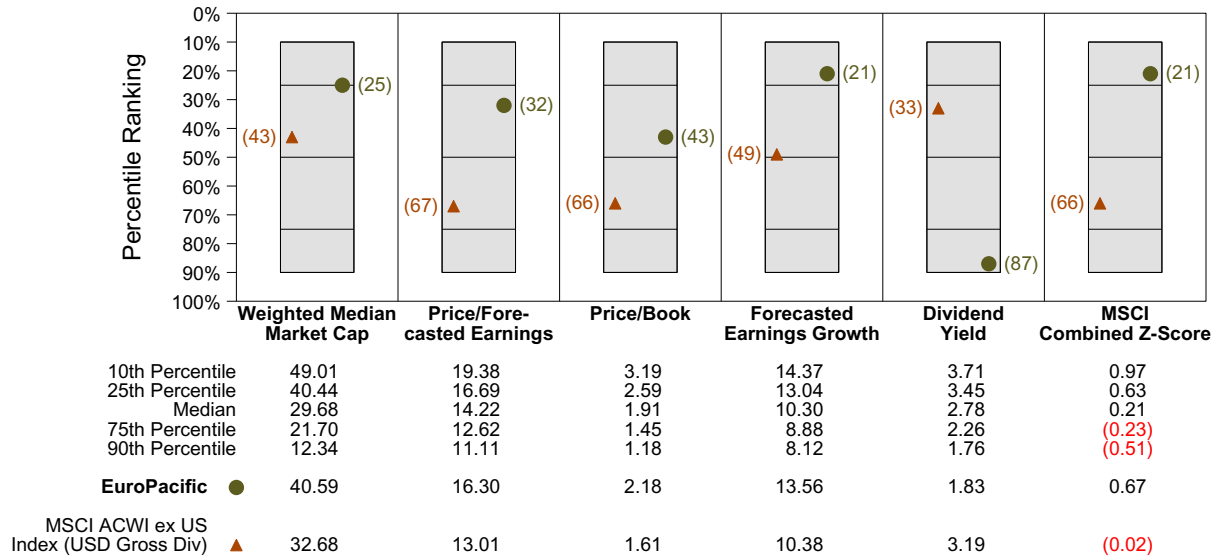 0%
10%
20%
30%
40%
50%
60%
70%
80%
90%
100%
Percentile Ranking
(25)
(43)
(32)
(67)
(43)
(66)
(21)
(49)
(33)
(87)
(21)
(66)
Weighted Median Price/Fore- Price/Book Forecasted Dividend MSCI
Market Cap casted Earnings Earnings Growth Yield Combined Z-Score
10th Percentile 49.01 19.38 3.19 14.37 3.71 0.97
25th Percentile 40.44 16.69 2.59 13.04 3.45 0.63
Median 29.68 14.22 1.91 10.30 2.78 0.21
75th Percentile 21.70 12.62 1.45 8.88 2.26 (0.23)
90th Percentile 12.34 11.11 1.18 8.12 1.76 (0.51)
EuroPacific 40.59 16.30 2.18 13.56 1.83 0.67
MSCI ACWI ex US
Index (USD Gross Div) 32.68 13.01 1.61 10.38 3.19 (0.02)